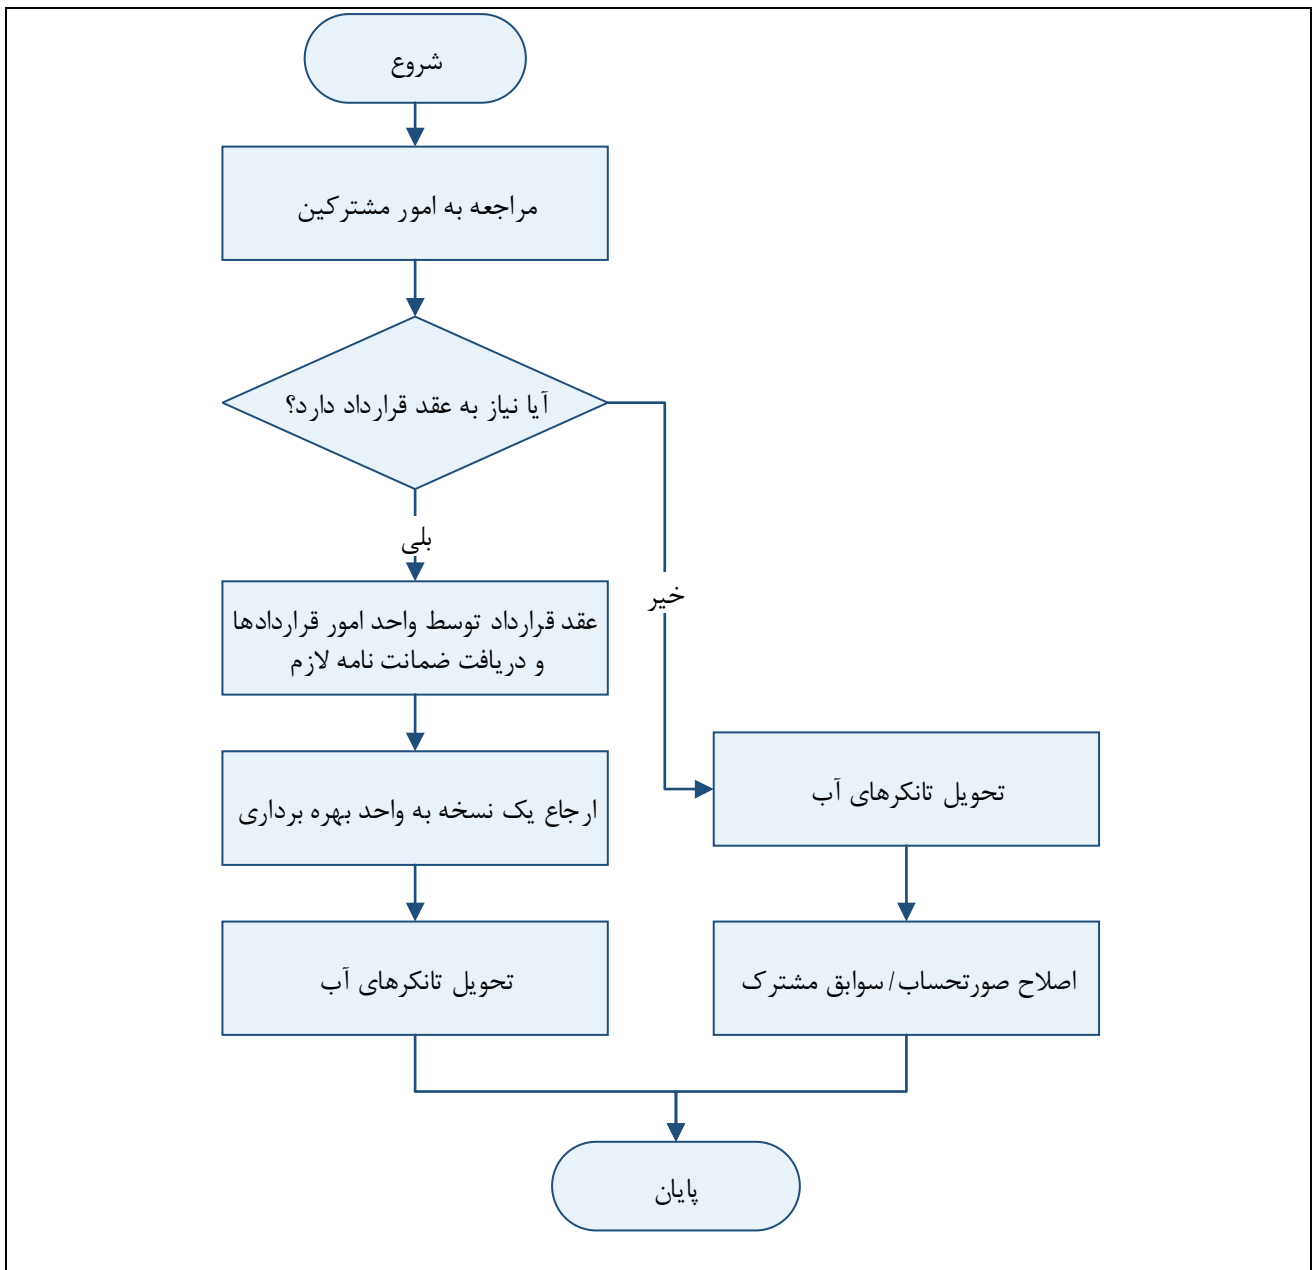 شروع
مراجعه به امور مشترکین
آیا نیاز به عقد قرارداد دارد؟
بلی
خیر
عقد قرارداد توسط واحد امور قراردادها
و دریافت ضمانت نامه لازم
ارجاع یک نسخه به واحد بهره برداری
تحویل تانکرهای آب
تحویل تانکرهای آب
اصلاح صورتحساب/سوابق مشترک
پایان